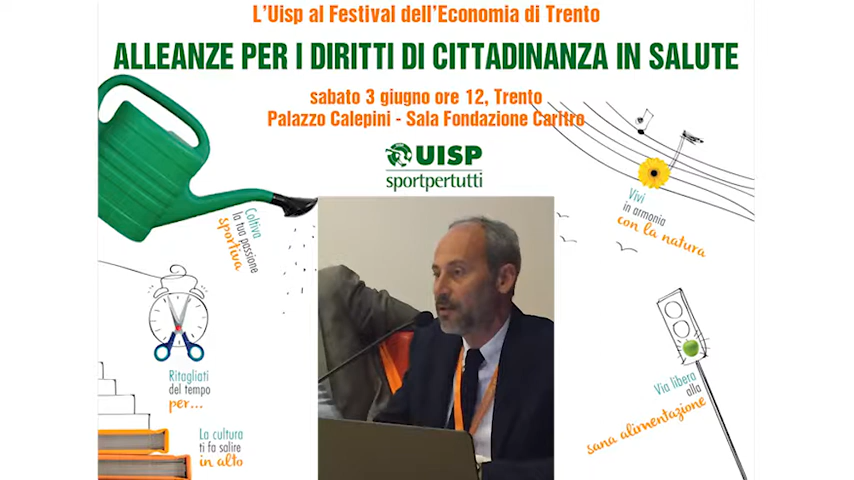 L'Uisp al Festival dell'Economia di Trento
ALLEANZE PER I DIRITTI DI CITTADINANZA IN SALUTE
sabato 3 giugno ore 12, Trento
Palazzo Calepini - Sala Fondazione Caritro
UISP
sportpertutti
Coltiva
la tua passione
sportiva
Vivi
in armonia
con la natura
Ritagliati
del tempo
per...
La cultura
ti fa salire
in alto
Via libera
alla
sana alimentazione